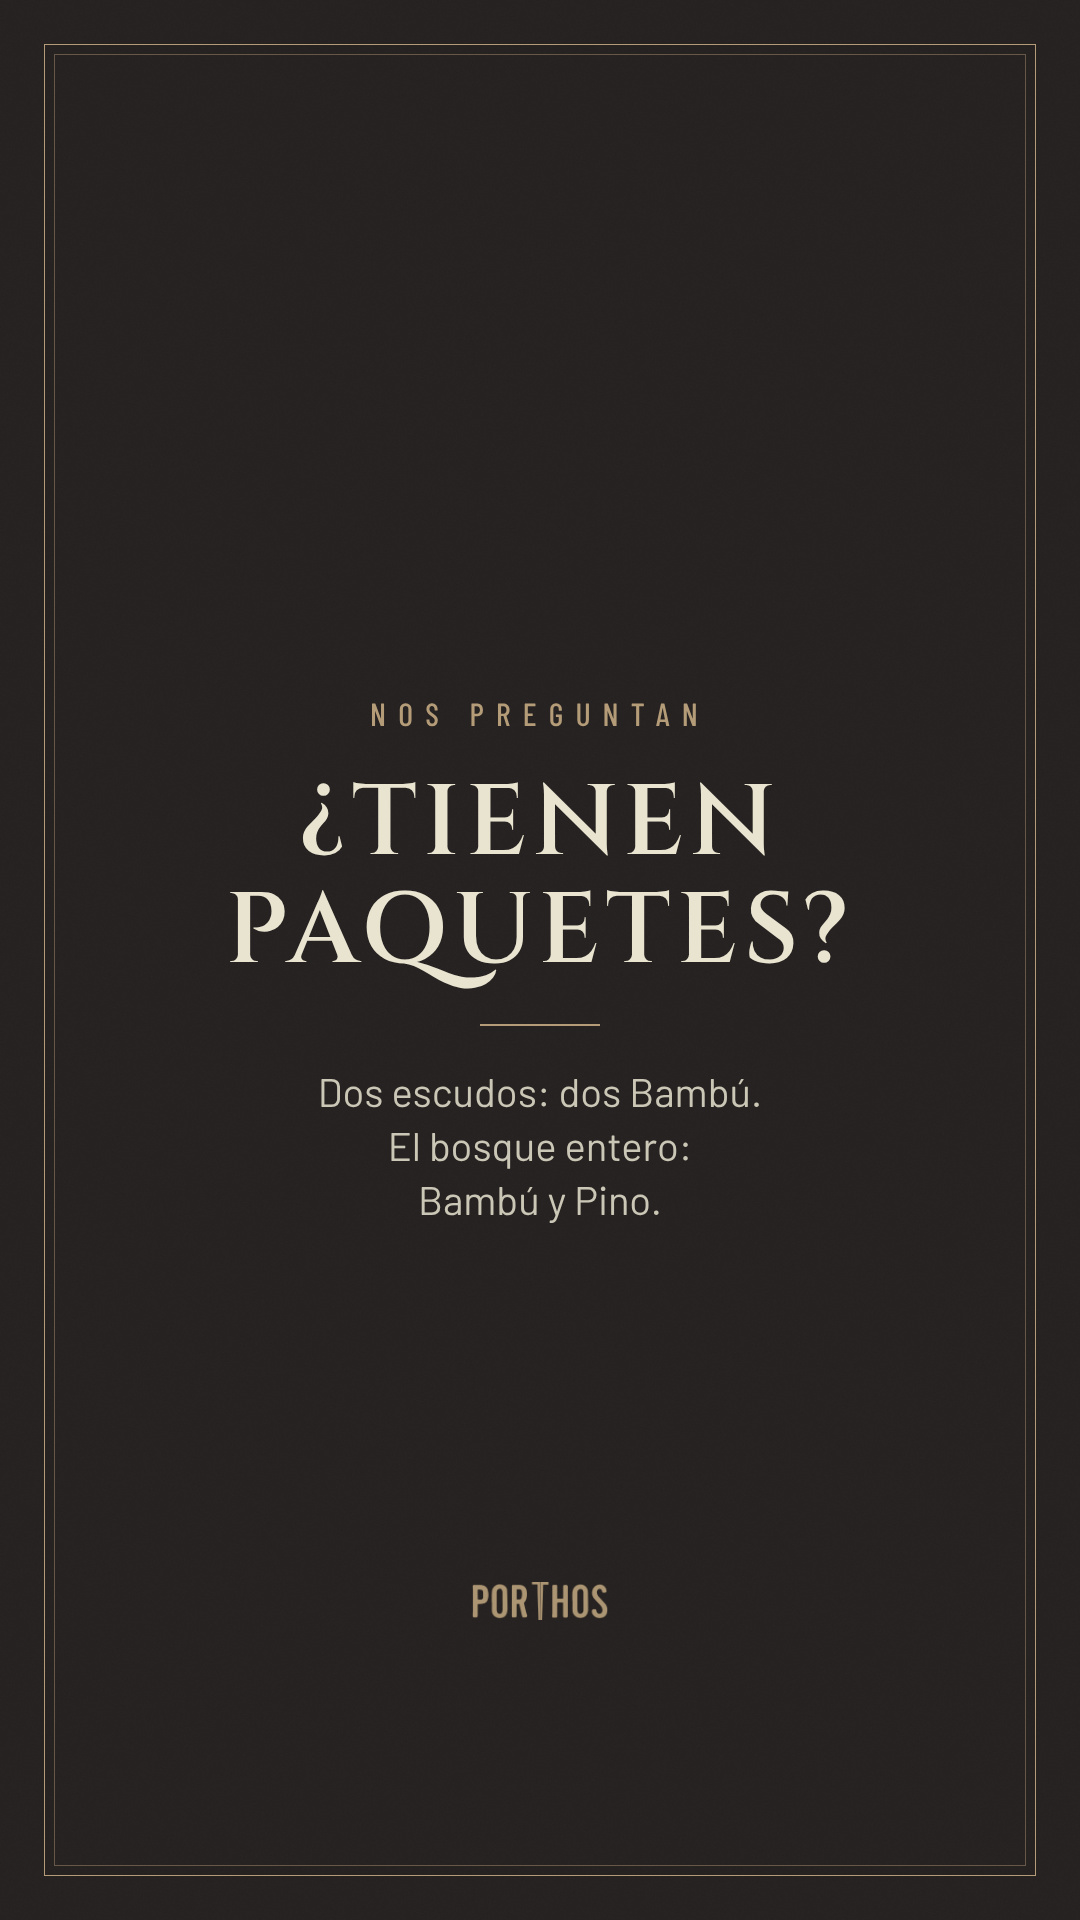 NOS PREGUNTAN
¿TIENEN
PAQUETES?
Dos escudos: dos Bambú.
El bosque entero:
Bambú y Pino.
PORTHOS